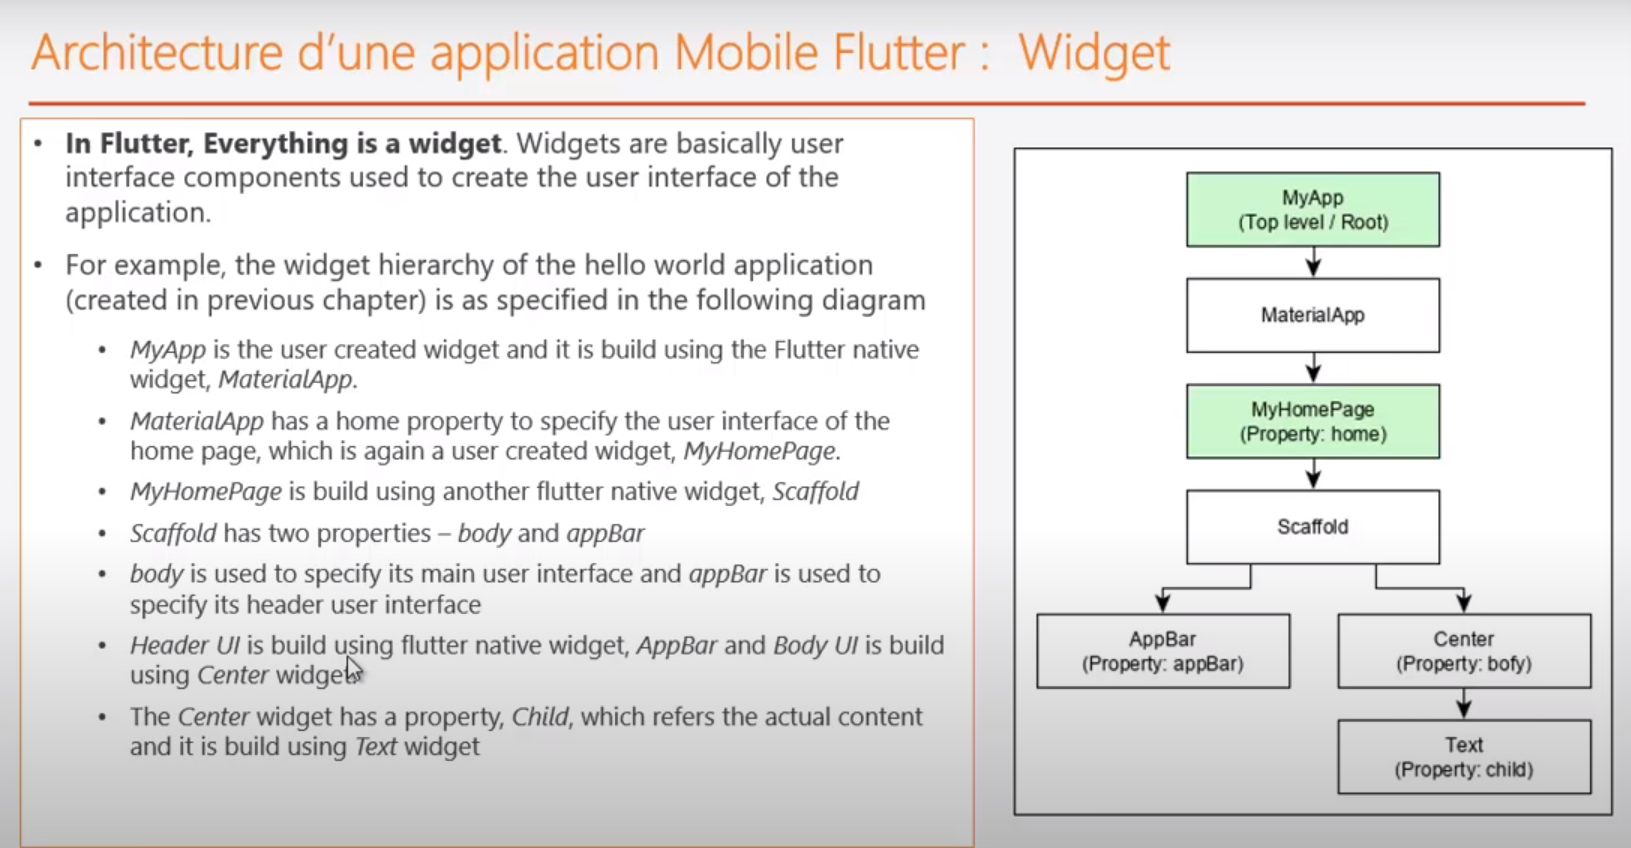 Architecture d’une application Mobile Flutter :  Widget
• In Flutter, Everything is a widget. Widgets are basically user
interface components used to create the user interface of the
application.
• For example, the widget hierarchy of the hello world application
(created in previous chapter) is as specified in the following diagram
• MyApp is the user created widget and it is build using the Flutter native
widget, MaterialApp.
• MaterialApp has a home property to specify the user interface of the
home page, which is again a user created widget, MyHomePage.
• MyHomePage is build using another flutter native widget, Scaffold
• Scaffold has two properties – body and appBar
• body is used to specify its main user interface and appBar is used to
specify its header user interface
• Header UI is build using flutter native widget, AppBar and Body UI is build
using Center widget
• The Center widget has a property, Child, which refers the actual content
and it is build using Text widget
MyApp
(Top level / Root)
MaterialApp
MyHomePage
(Property: home)
Scaffold
AppBar
(Property: appBar)
Center
(Property: bofy)
Text
(Property: child)